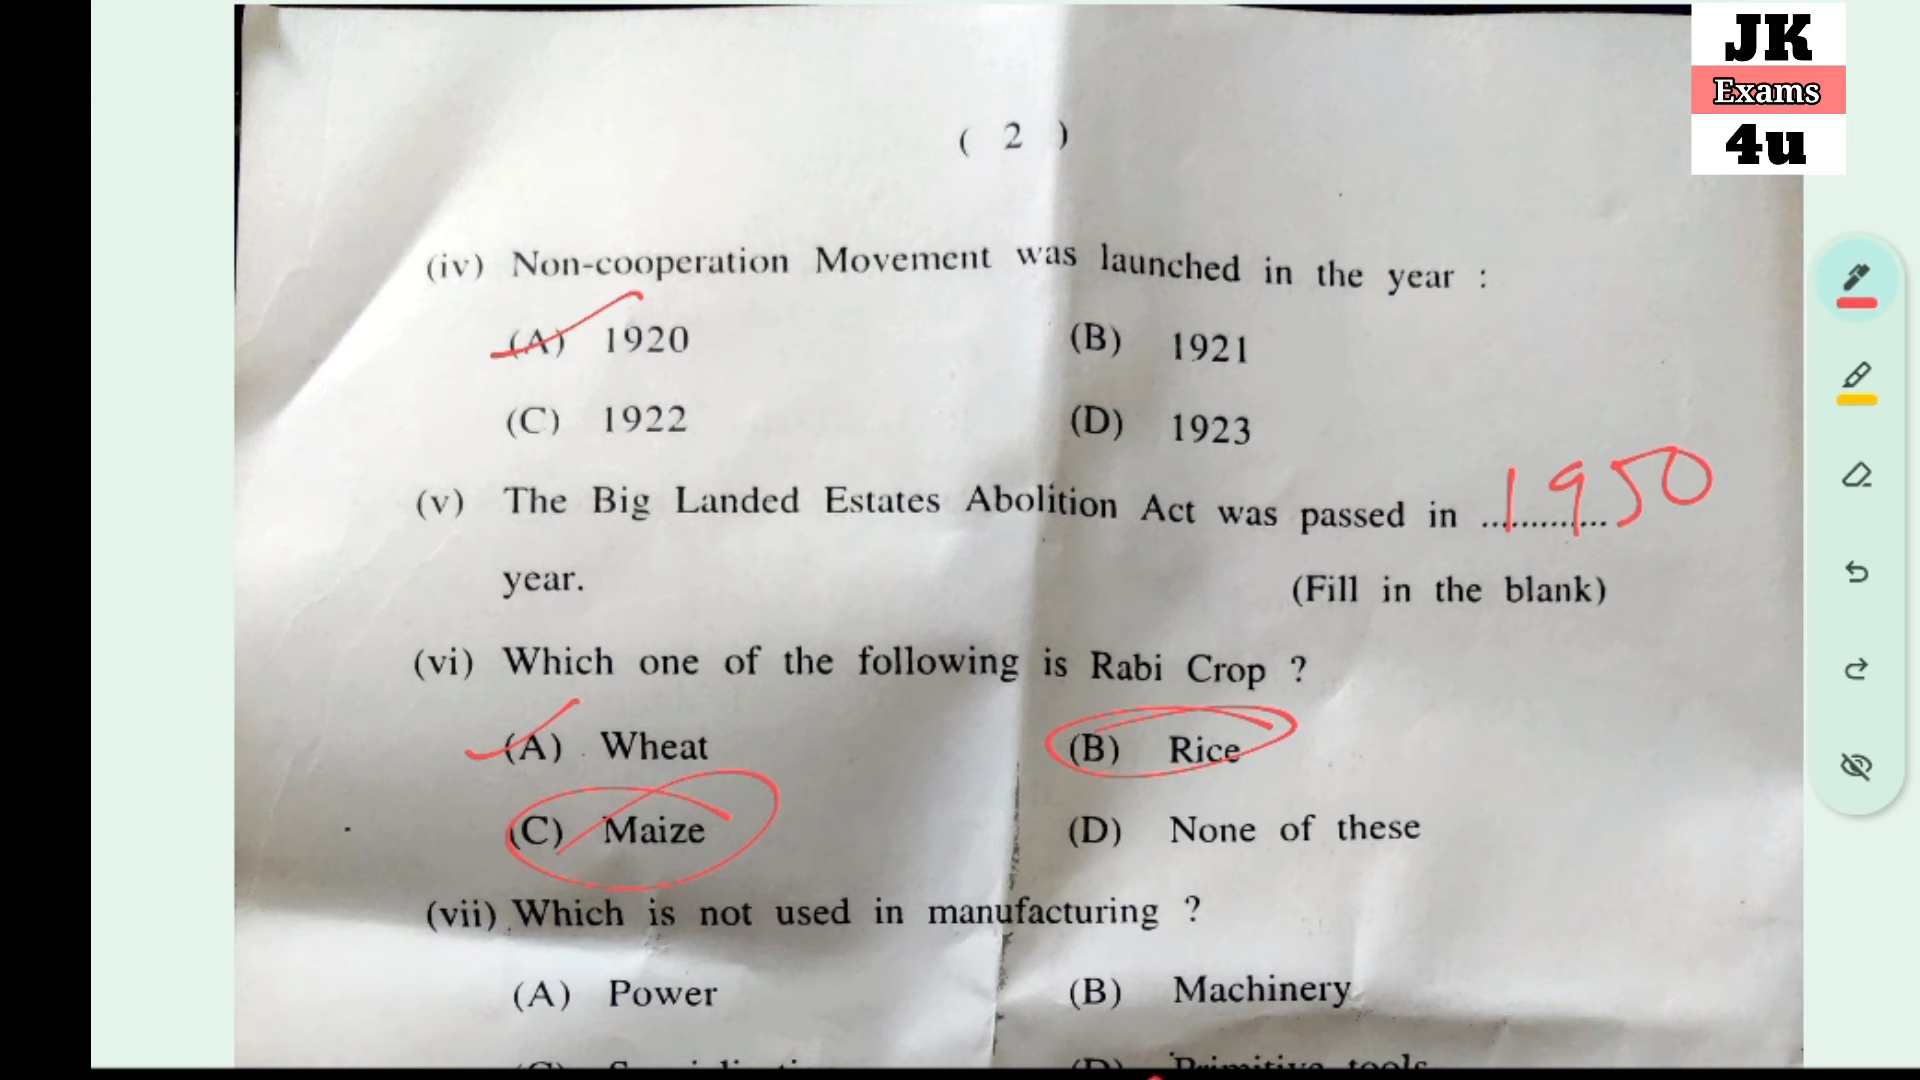 JK
Exams
4u
( 2 )
(iv) Non-cooperation Movement was launched in the year :
(A) 1920 (B) 1921
(C) 1922 (D) 1923
(v) The Big Landed Estates Abolition Act was passed in ............. 1950
year. (Fill in the blank)
(vi) Which one of the following is Rabi Crop ?
(A) Wheat (B) Rice
(C) Maize (D) None of these
(vii) Which is not used in manufacturing ?
(A) Power (B) Machinery
(D) Primitive tools